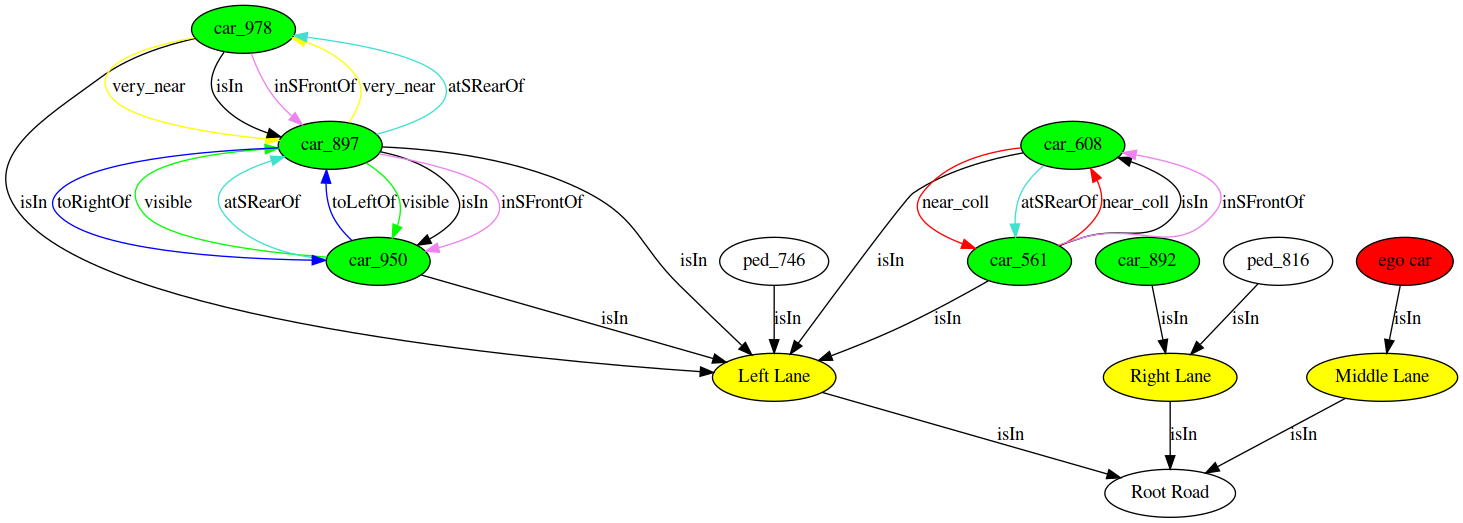 car_978
very_near isIn inSFrontOf very_near atSRearOf
car_897 car_608
isIn toRightOf visible atSRearOf toLeftOf visible isIn inSFrontOf near_coll atSRearOf near_coll isIn inSFrontOf
car_950 isIn ped_746 isIn car_561 car_892 ped_816 ego car
isIn isIn isIn isIn isIn isIn
Left Lane Right Lane Middle Lane
isIn isIn isIn
Root Road